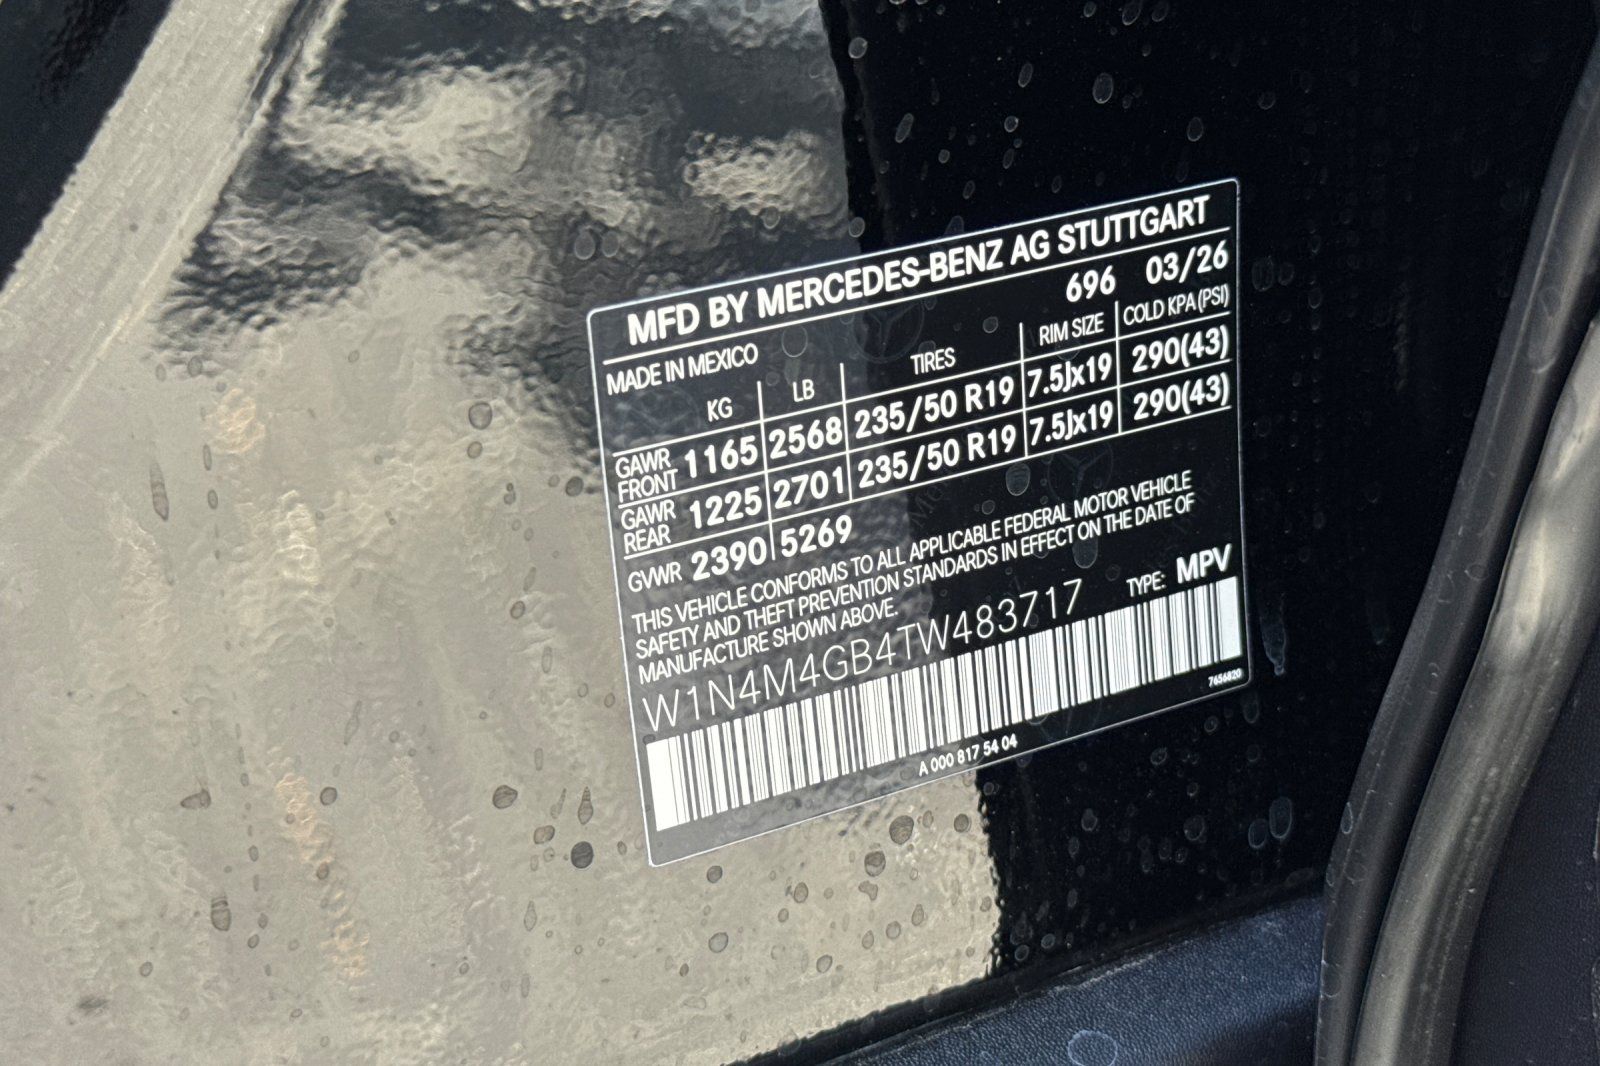 MFD BY MERCEDES-BENZ AG STUTTGART
MADE IN MEXICO 696 03/26
KG LB TIRES RIM SIZE COLD KPA(PSI)
GAWR FRONT 1165 2568 235/50 R19 7.5Jx19 290(43)
GAWR REAR 1225 2701 235/50 R19 7.5Jx19 290(43)
GVWR 2390 5269
THIS VEHICLE CONFORMS TO ALL APPLICABLE FEDERAL MOTOR VEHICLE
SAFETY AND THEFT PREVENTION STANDARDS IN EFFECT ON THE DATE OF
MANUFACTURE SHOWN ABOVE.
TYPE: MPV
W1N4M4GB4TW483717
7656820
A 000 817 54 04